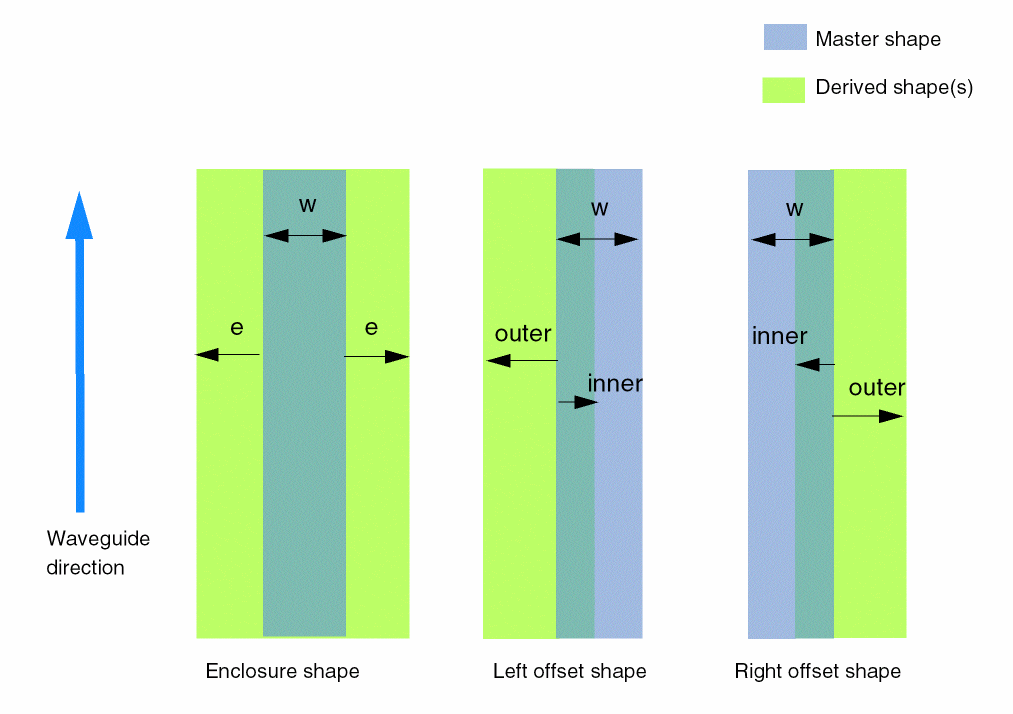 Master shape
Derived shape(s)
w
w
w
e
e
outer
inner
inner
outer
Waveguide
direction
Enclosure shape
Left offset shape
Right offset shape